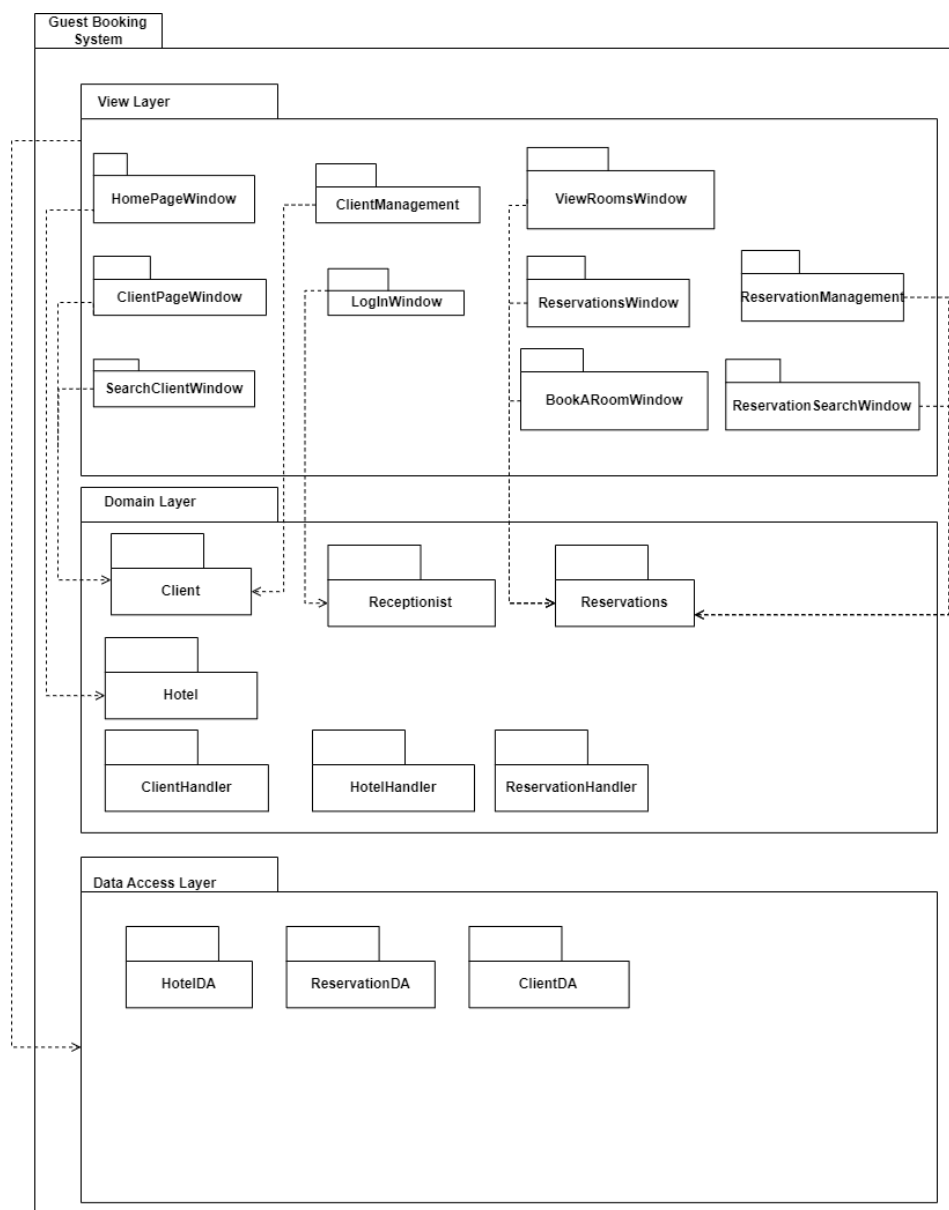 Guest Booking
System
View Layer
HomePageWindow
ClientManagement
ViewRoomsWindow
ClientPageWindow
LogInWindow
ReservationsWindow
ReservationManagement
SearchClientWindow
BookARoomWindow
ReservationSearchWindow
Domain Layer
Client
Receptionist
Reservations
Hotel
ClientHandler
HotelHandler
ReservationHandler
Data Access Layer
HotelDA
ReservationDA
ClientDA